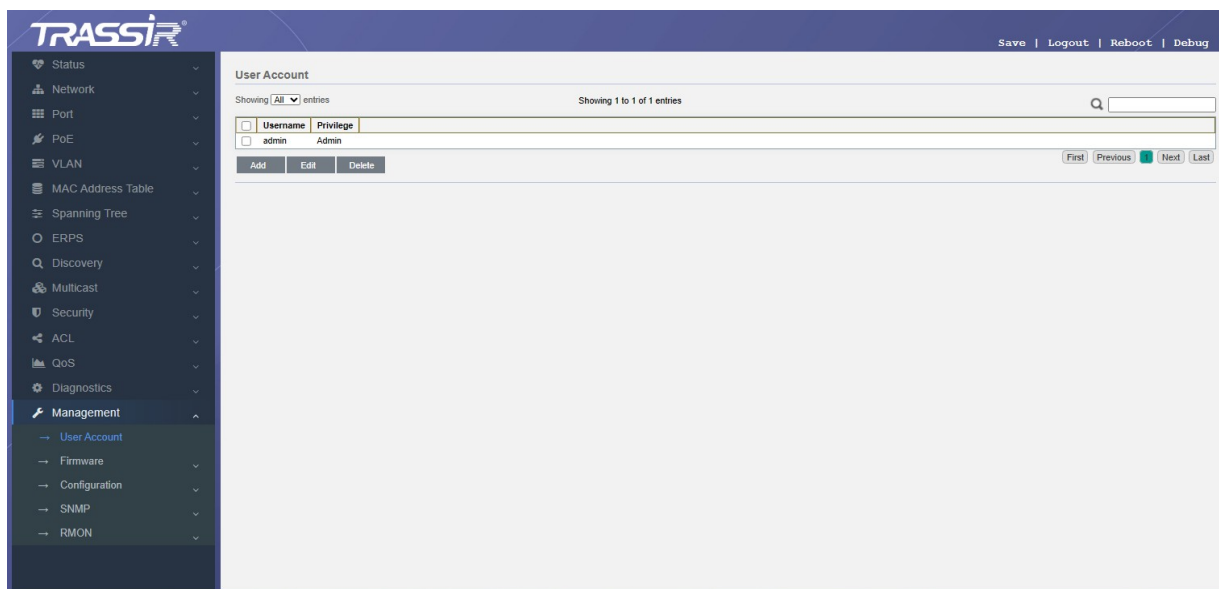 TRASSIR®
Save | Logout | Reboot | Debug
Status
Network
Port
PoE
VLAN
MAC Address Table
Spanning Tree
ERPS
Discovery
Multicast
Security
ACL
QoS
Diagnostics
Management
→ User Account
→ Firmware
→ Configuration
→ SNMP
→ RMON
User Account
Showing All entries Showing 1 to 1 of 1 entries
Username Privilege
admin Admin
Add Edit Delete
First Previous 1 Next Last